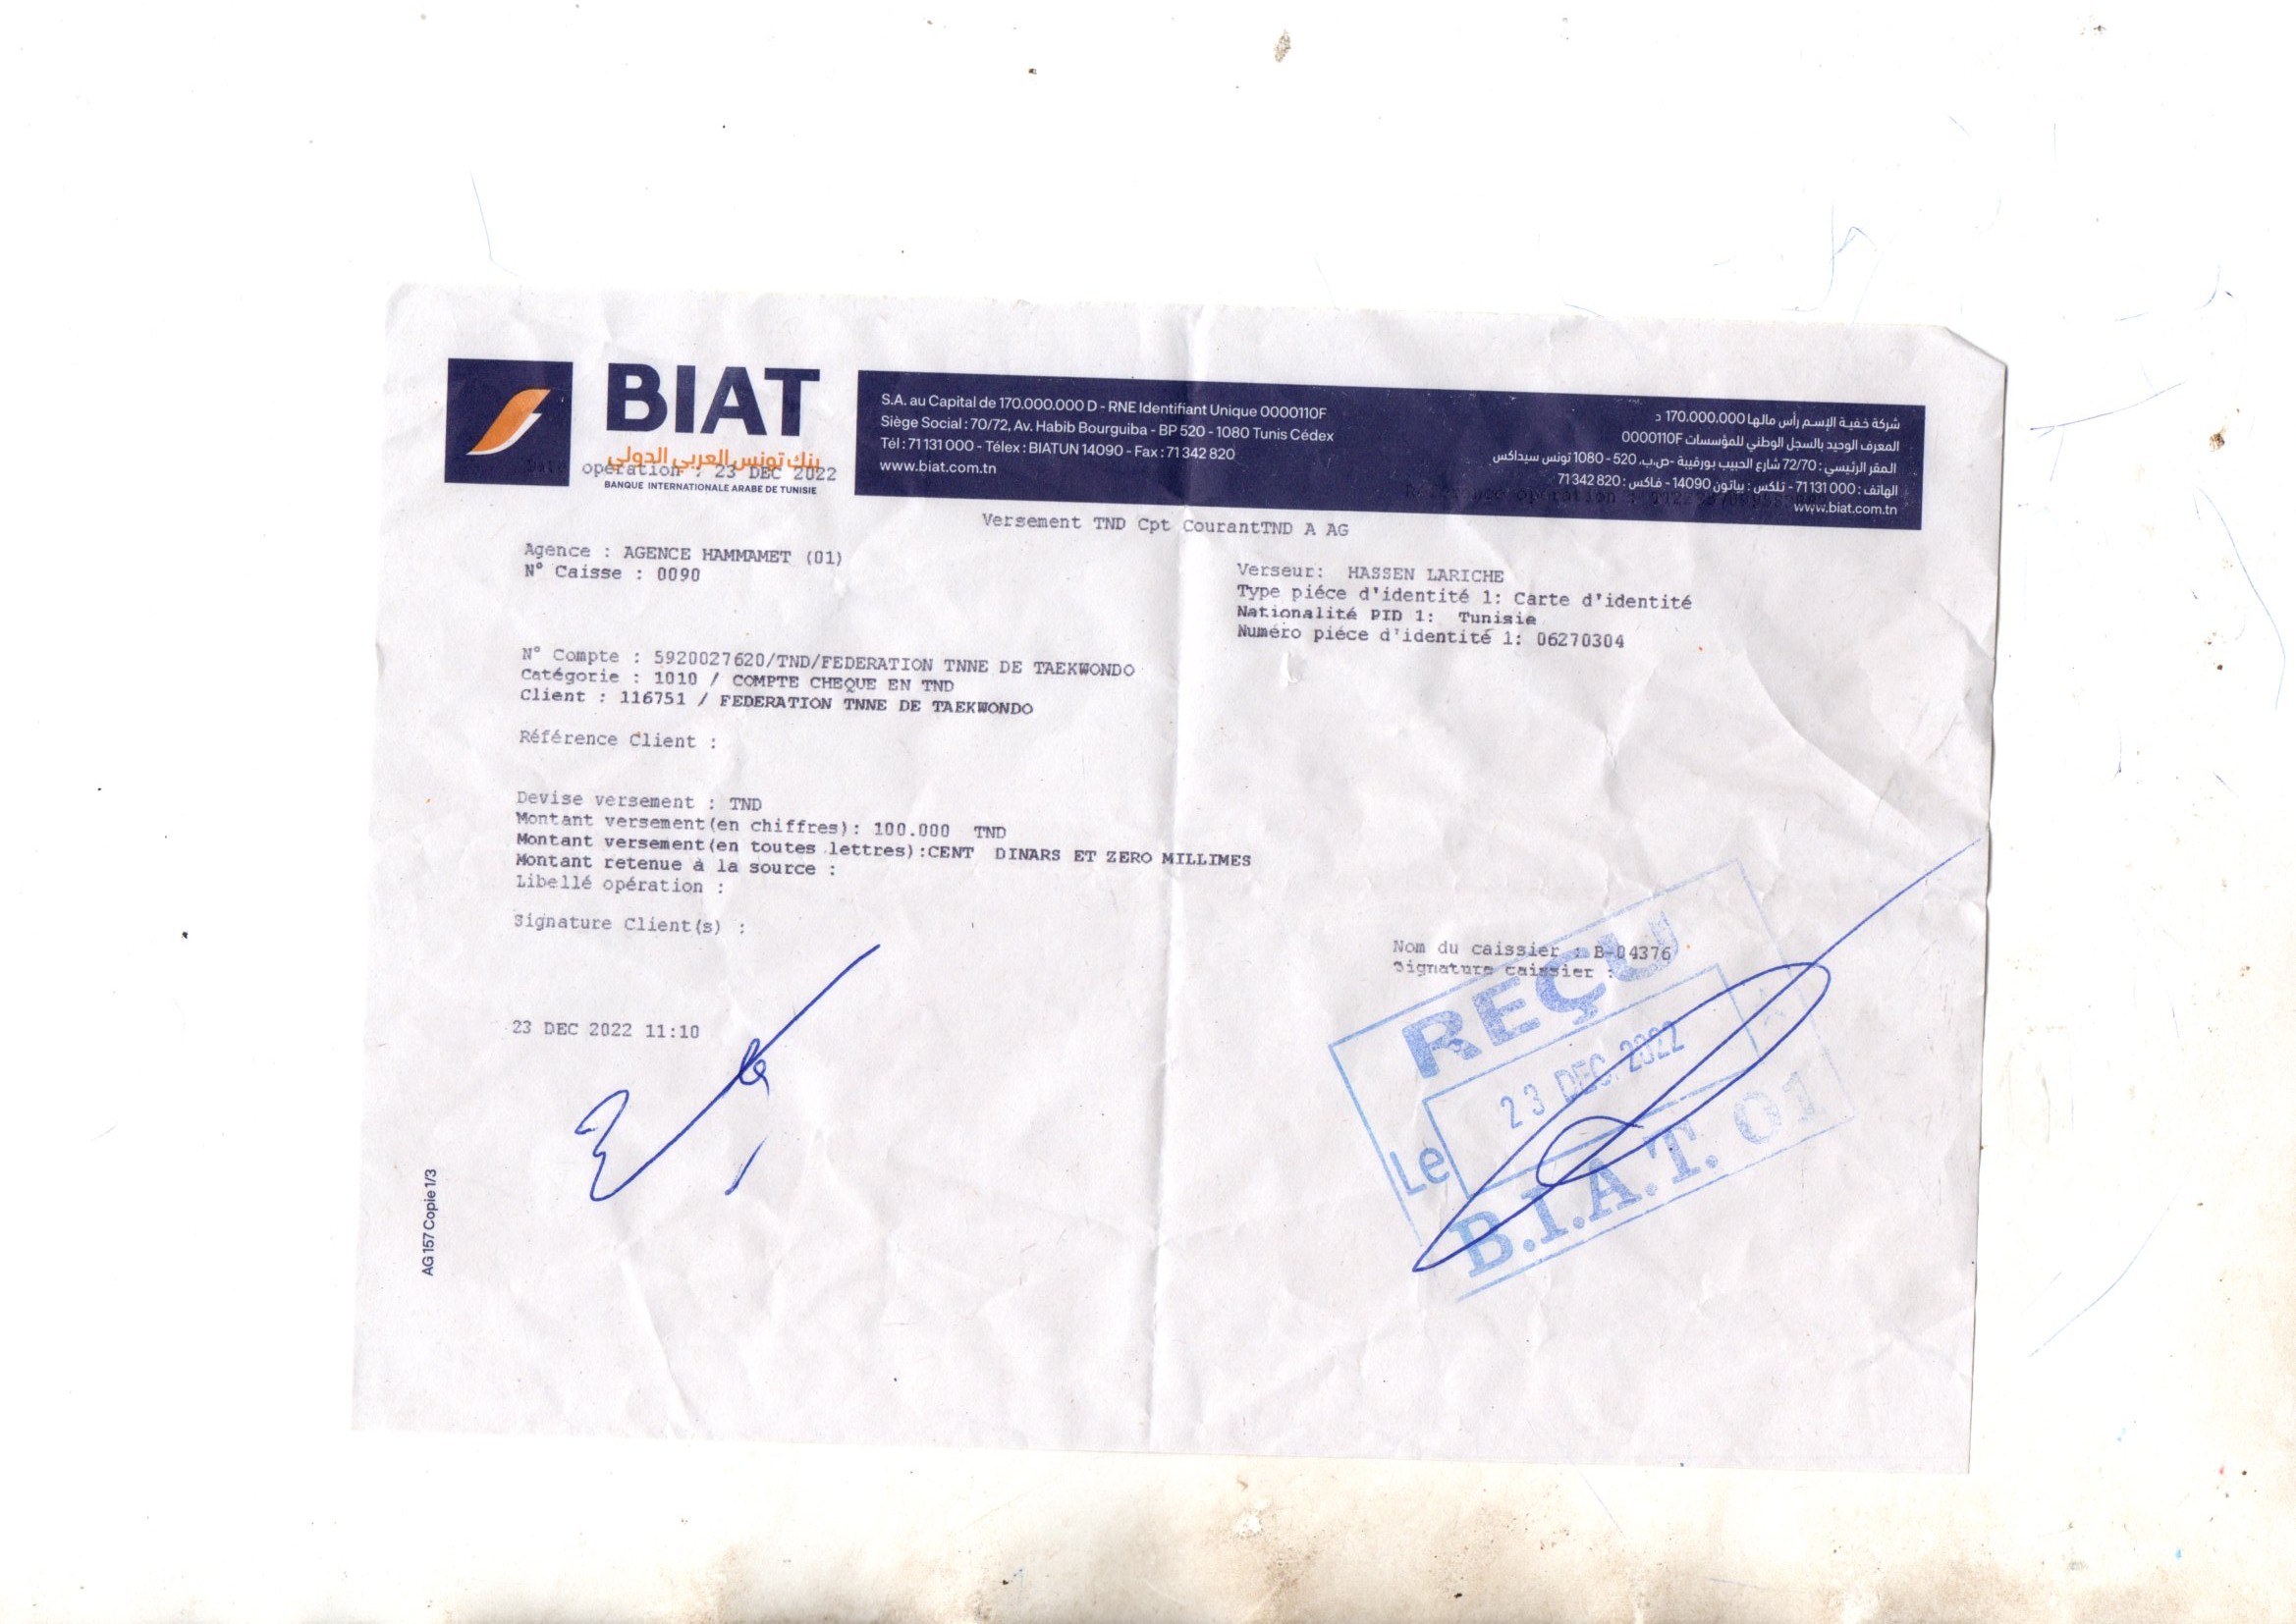 BIAT
بنك تونس العربي الدولي
BANQUE INTERNATIONALE ARABE DE TUNISIE
S.A. au Capital de 170.000.000 D - RNE Identifiant Unique 0000110F
Siège Social : 70/72, Av. Habib Bourguiba - BP 520 - 1080 Tunis Cédex
Tél : 71 131 000 - Télex : BIATUN 14090 - Fax : 71 342 820
www.biat.com.tn
شركة خفية الإسم رأس مالها 170.000.000 د
المعرف الوحيد بالسجل الوطني للمؤسسات 0000110F
المقر الرئيسي : 72/70 شارع الحبيب بورقيبة -ص.ب. 520 - 1080 تونس سيداكس
الهاتف : 71131000 - تلكس : بياتون 14090 - فاكس : 71342820
www.biat.com.tn
Date opération : 23 DEC 2022
Référence opération :
Versement TND Cpt CourantTND A AG
Agence : AGENCE HAMMAMET (01)
N° Caisse : 0090
Verseur: HASSEN LARICHE
Type piéce d'identité 1: Carte d'identité
Nationalité PID 1: Tunisie
Numéro piéce d'identité 1: 06270304
N° Compte : 5920027620/TND/FEDERATION TNNE DE TAEKWONDO
Catégorie : 1010 / COMPTE CHEQUE EN TND
Client : 116751 / FEDERATION TNNE DE TAEKWONDO
Référence Client :
Devise versement : TND
Montant versement(en chiffres): 100.000 TND
Montant versement(en toutes lettres):CENT DINARS ET ZERO MILLIMES
Montant retenue à la source :
Libellé opération :
Signature Client(s) :
Nom du caissier : B-04376
Signature caissier :
23 DEC 2022 11:10
REÇU
Le 23 DEC. 2022
B.I.A.T. 01
AG 157 Copie 1/3